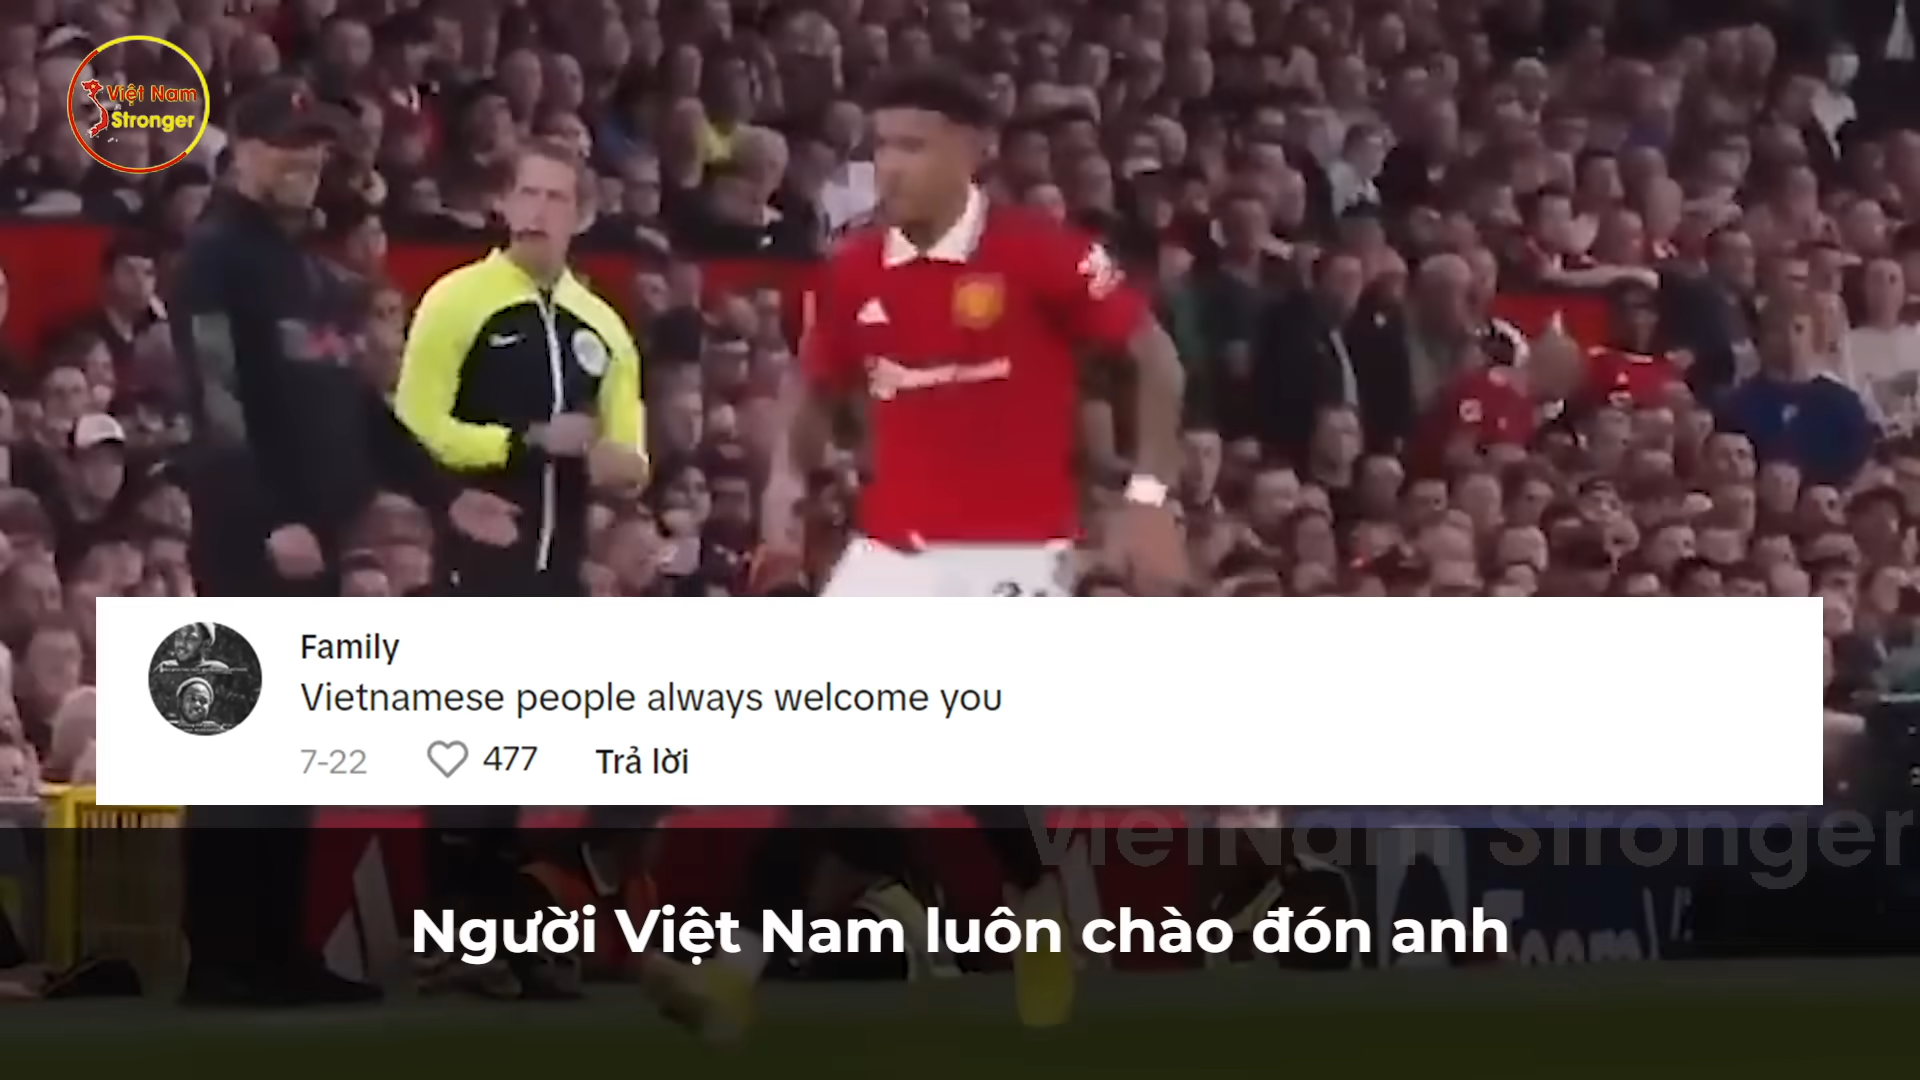 Việt Nam
Stronger
Family
Vietnamese people always welcome you
7-22 477 Trả lời
VietNam Stronger
Người Việt Nam luôn chào đón anh